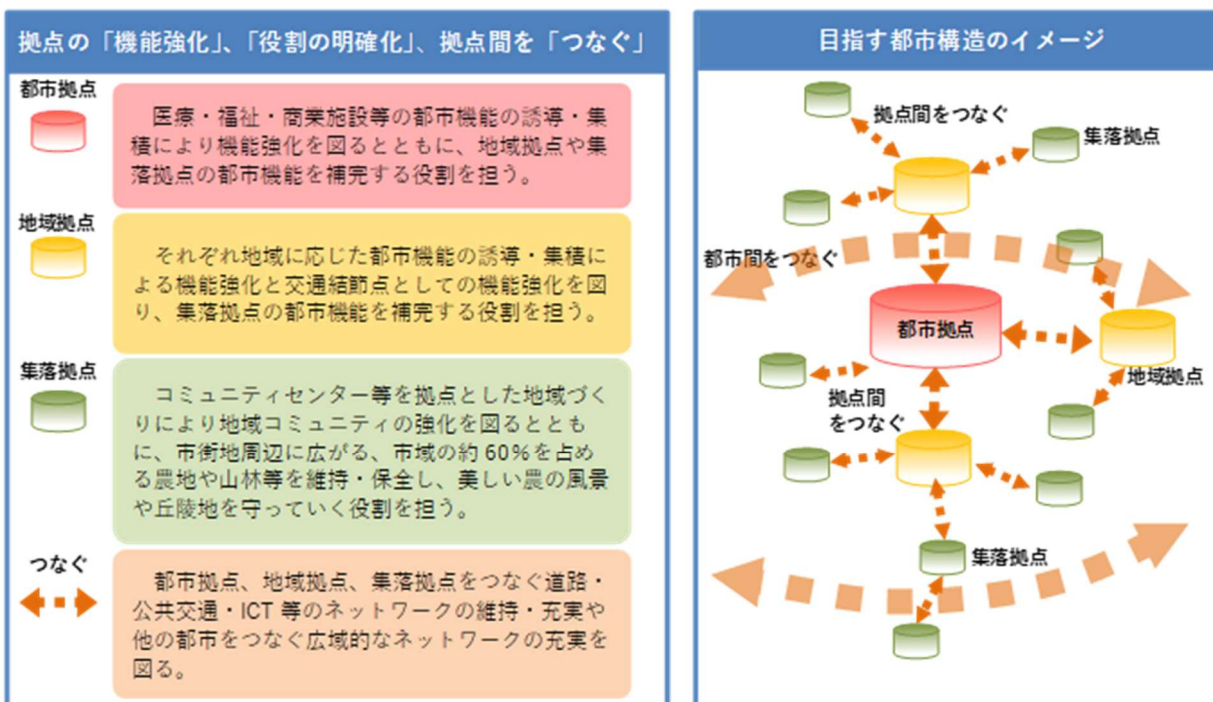 拠点の「機能強化」、「役割の明確化」、拠点間を「つなぐ」
都市拠点
医療・福祉・商業施設等の都市機能の誘導・集
積により機能強化を図るとともに、地域拠点や集
落拠点の都市機能を補完する役割を担う。
地域拠点
それぞれ地域に応じた都市機能の誘導・集積に
よる機能強化と交通結節点としての機能強化を図
り、集落拠点の都市機能を補完する役割を担う。
集落拠点
コミュニティセンター等を拠点とした地域づく
りにより地域コミュニティの強化を図るととも
に、市街地周辺に広がる、市域の約 60%を占め
る農地や山林等を維持・保全し、美しい農の風景
や丘陵地を守っていく役割を担う。
つなぐ
都市拠点、地域拠点、集落拠点をつなぐ道路・
公共交通・ICT 等のネットワークの維持・充実や
他の都市をつなぐ広域的なネットワークの充実を
図る。
目指す都市構造のイメージ
拠点間をつなぐ
集落拠点
都市間をつなぐ
都市拠点
地域拠点
拠点間
をつなぐ
集落拠点